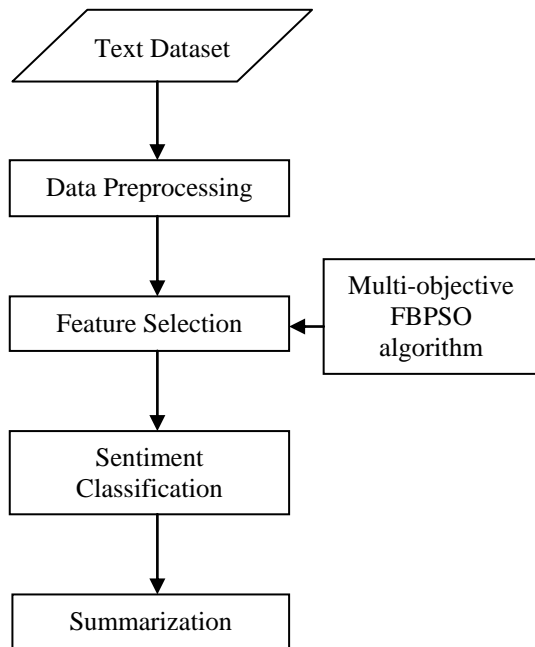 Text Dataset
Data Preprocessing
Feature Selection
Multi-objective
FBPSO
algorithm
Sentiment
Classification
Summarization